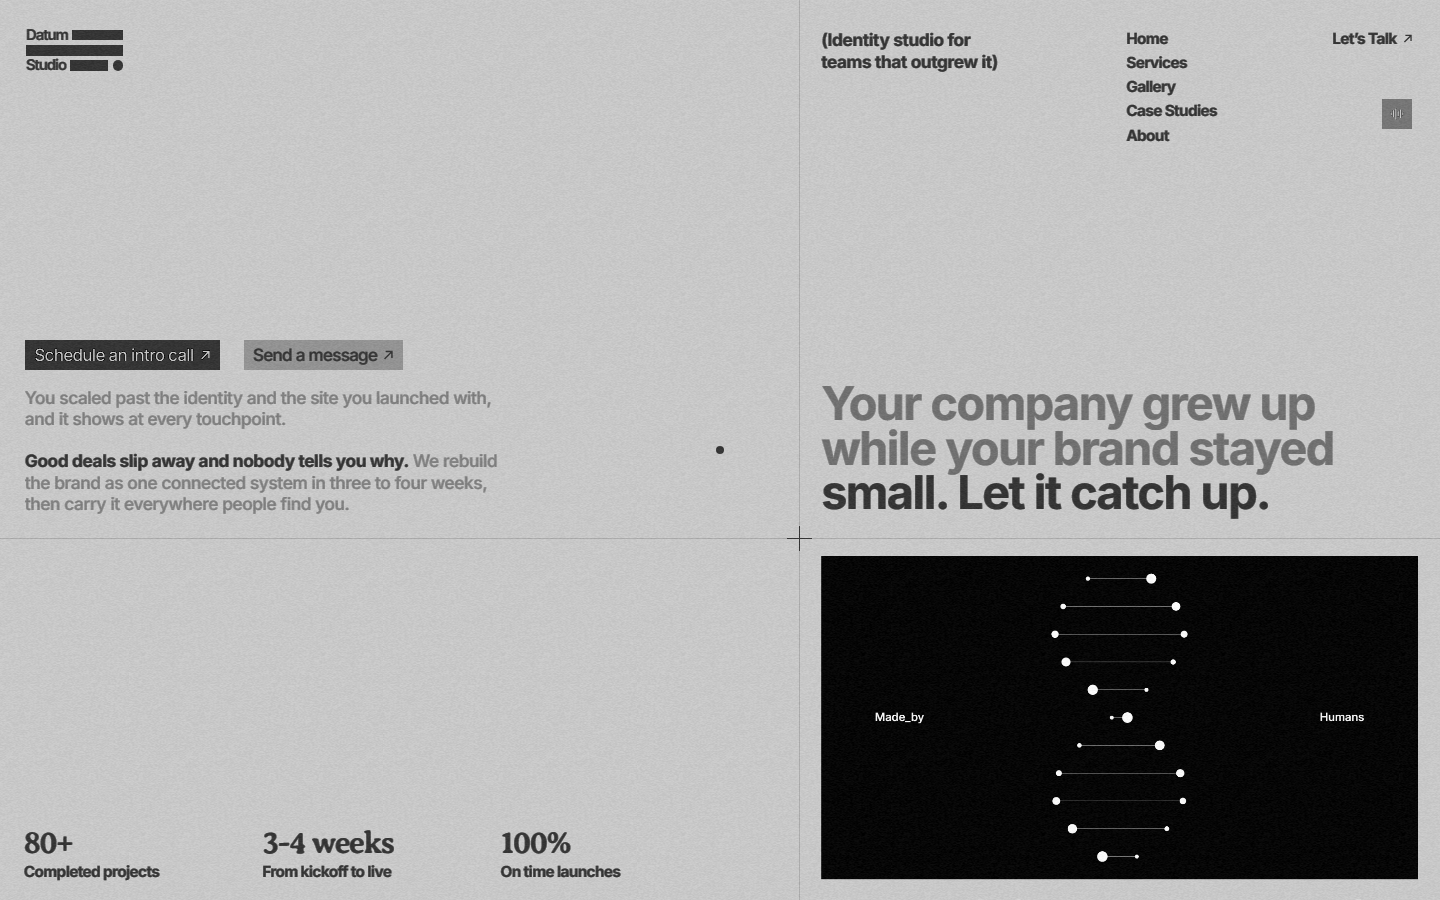 Datum
Studio
(Identity studio for
teams that outgrew it)
Home
Services
Gallery
Case Studies
About
Let's Talk ↗
Schedule an intro call ↗
Send a message ↗
You scaled past the identity and the site you launched with,
and it shows at every touchpoint.
Good deals slip away and nobody tells you why. We rebuild
the brand as one connected system in three to four weeks,
then carry it everywhere people find you.
Your company grew up
while your brand stayed
small. Let it catch up.
Made_by
Humans
80+
Completed projects
3-4 weeks
From kickoff to live
100%
On time launches